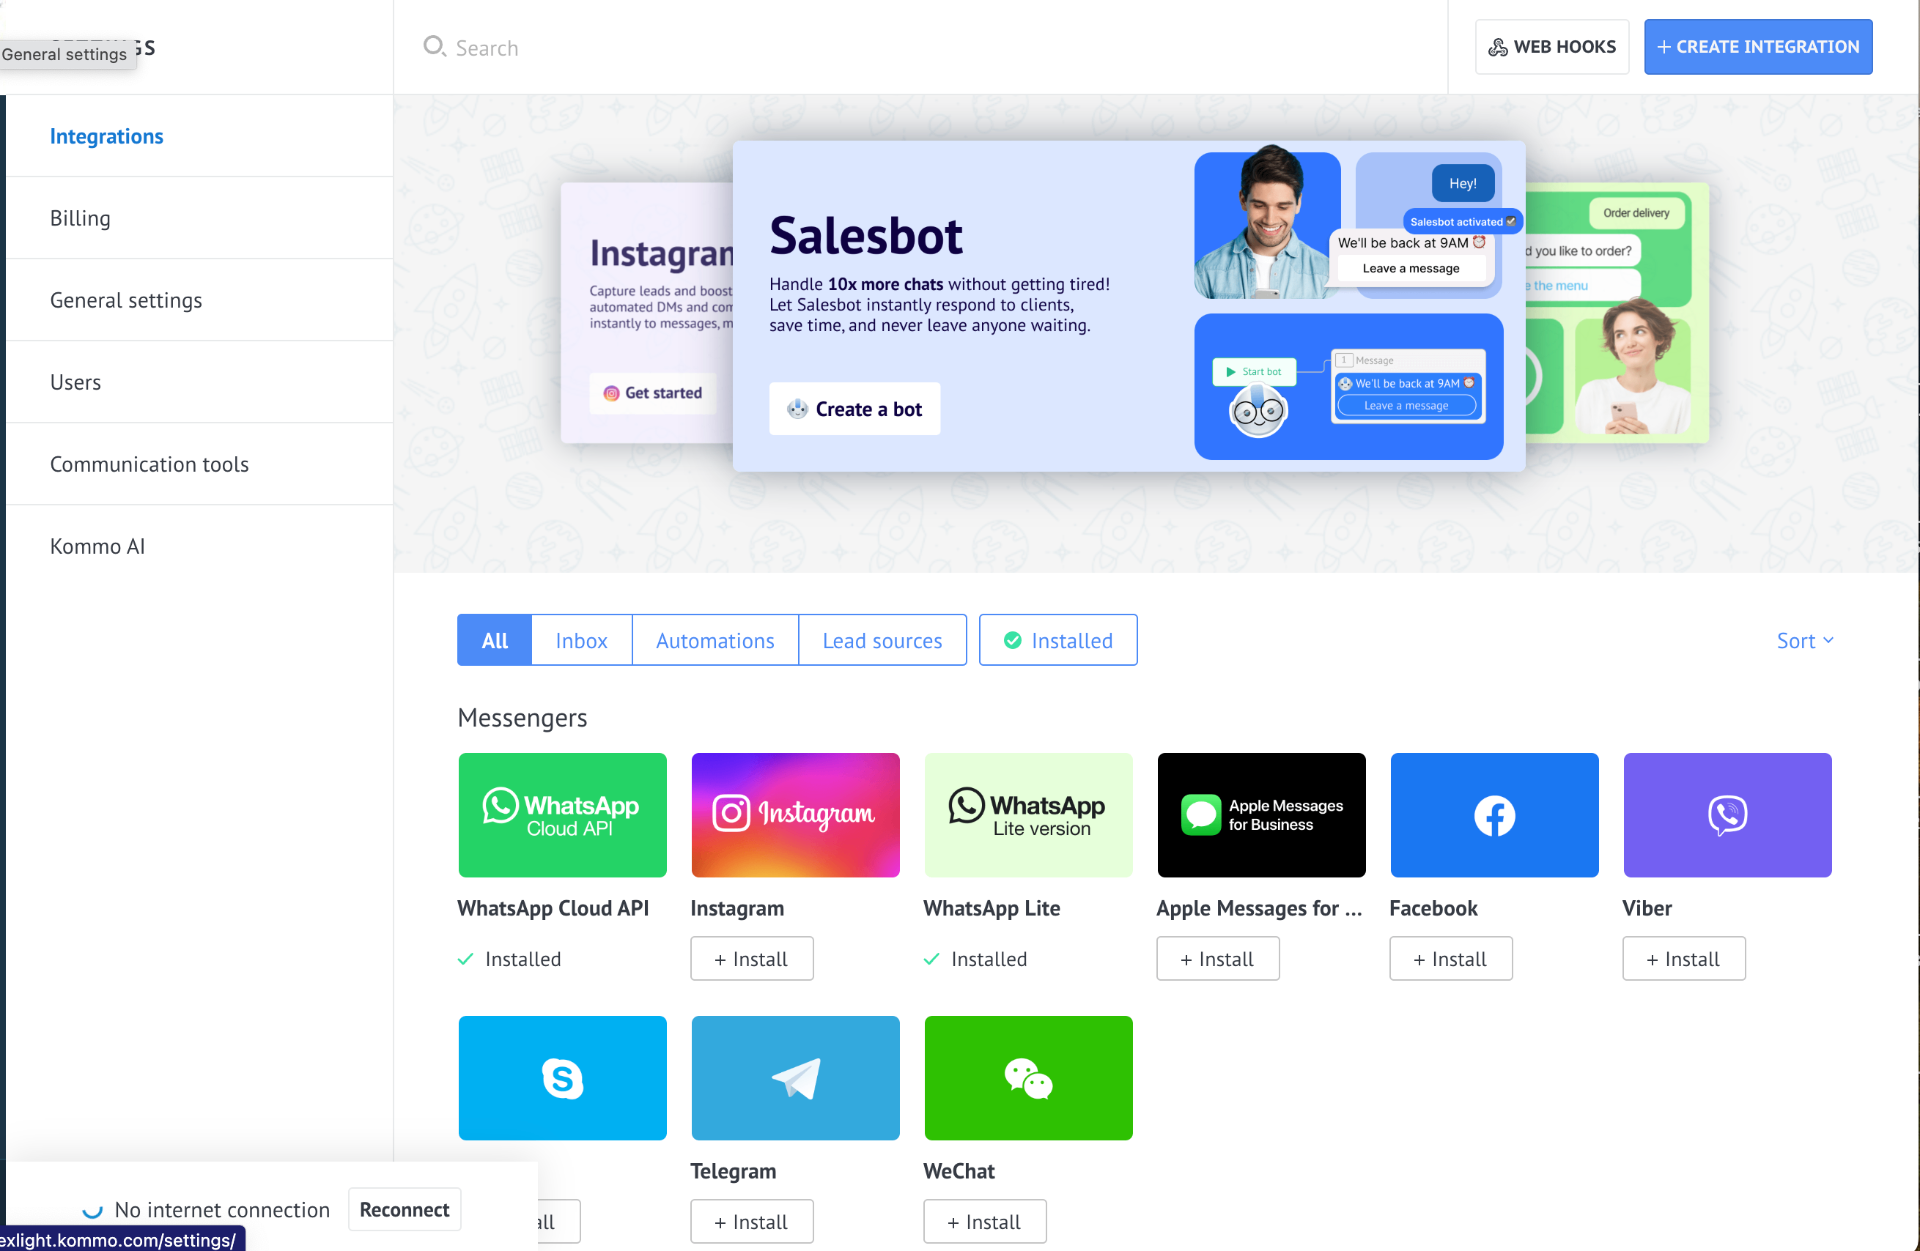 General settings
GS
Search
WEB HOOKS
+ CREATE INTEGRATION
Integrations
Billing
General settings
Users
Communication tools
Kommo AI
Instagram
Capture leads and boost
automated DMs and com
instantly to messages, m
Get started
Salesbot
Handle 10x more chats without getting tired!
Let Salesbot instantly respond to clients,
save time, and never leave anyone waiting.
Create a bot
Hey!
Salesbot activated
We'll be back at 9AM
Leave a message
Start bot
1 Message
We'll be back at 9AM
Leave a message
Order delivery
d you like to order?
e the menu
All
Inbox
Automations
Lead sources
Installed
Sort
Messengers
WhatsApp
Cloud API
Instagram
WhatsApp
Lite version
Apple Messages
for Business
WhatsApp Cloud API
Instagram
WhatsApp Lite
Apple Messages for ...
Facebook
Viber
Installed
+ Install
Installed
+ Install
+ Install
+ Install
S
Telegram
WeChat
all
+ Install
+ Install
No internet connection
Reconnect
exlight.kommo.com/settings/